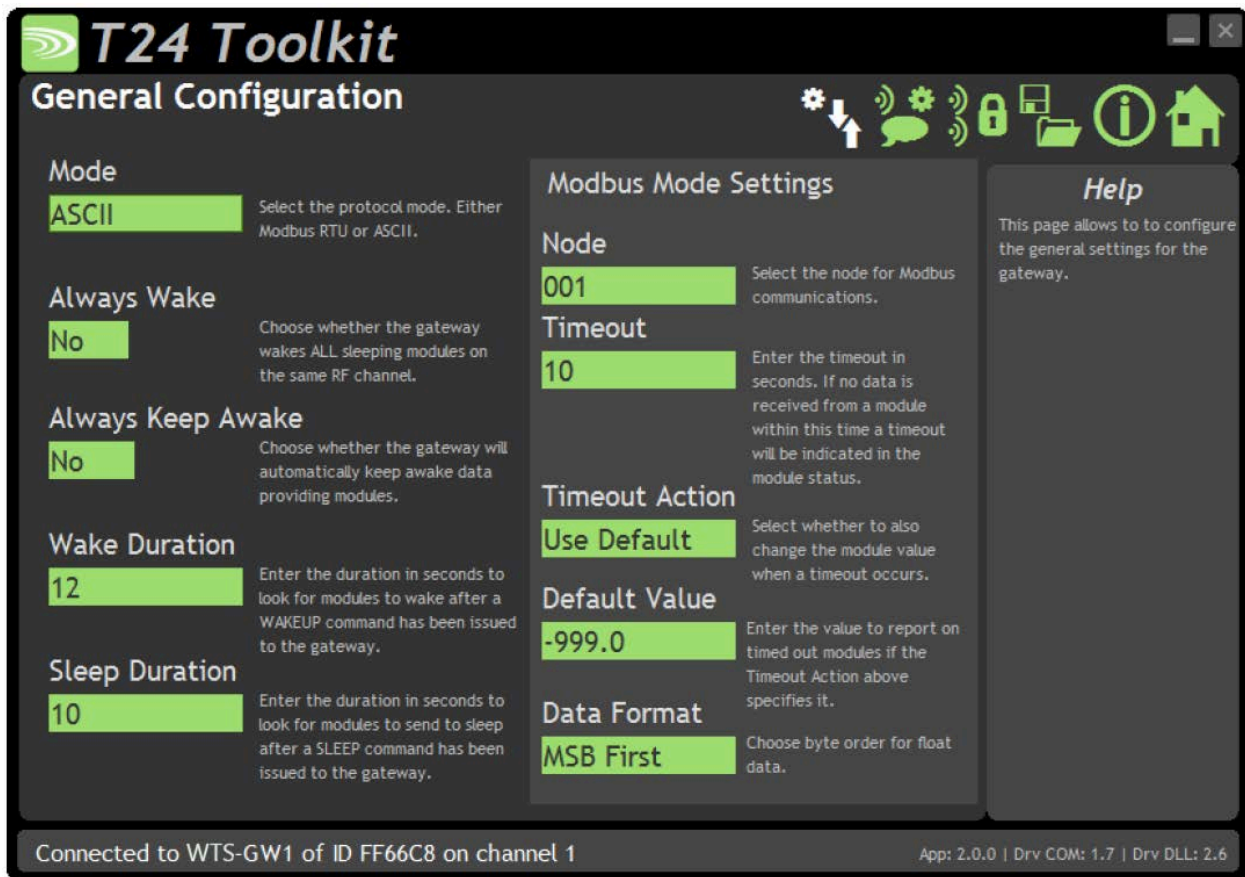 T24 Toolkit
General Configuration
Mode
ASCII
Select the protocol mode. Either
Modbus RTU or ASCII.
Always Wake
No
Choose whether the gateway
wakes ALL sleeping modules on
the same RF channel.
Always Keep Awake
No
Choose whether the gateway will
automatically keep awake data
providing modules.
Wake Duration
12
Enter the duration in seconds to
look for modules to wake after a
WAKEUP command has been issued
to the gateway.
Sleep Duration
10
Enter the duration in seconds to
look for modules to send to sleep
after a SLEEP command has been
issued to the gateway.
Modbus Mode Settings
Node
001
Select the node for Modbus
communications.
Timeout
10
Enter the timeout in
seconds. If no data is
received from a module
within this time a timeout
will be indicated in the
module status.
Timeout Action
Use Default
Select whether to also
change the module value
when a timeout occurs.
Default Value
-999.0
Enter the value to report on
timed out modules if the
Timeout Action above
specifies it.
Data Format
MSB First
Choose byte order for float
data.
Help
This page allows to to configure
the general settings for the
gateway.
Connected to WTS-GW1 of ID FF66C8 on channel 1
App: 2.0.0 | Drv COM: 1.7 | Drv DLL: 2.6